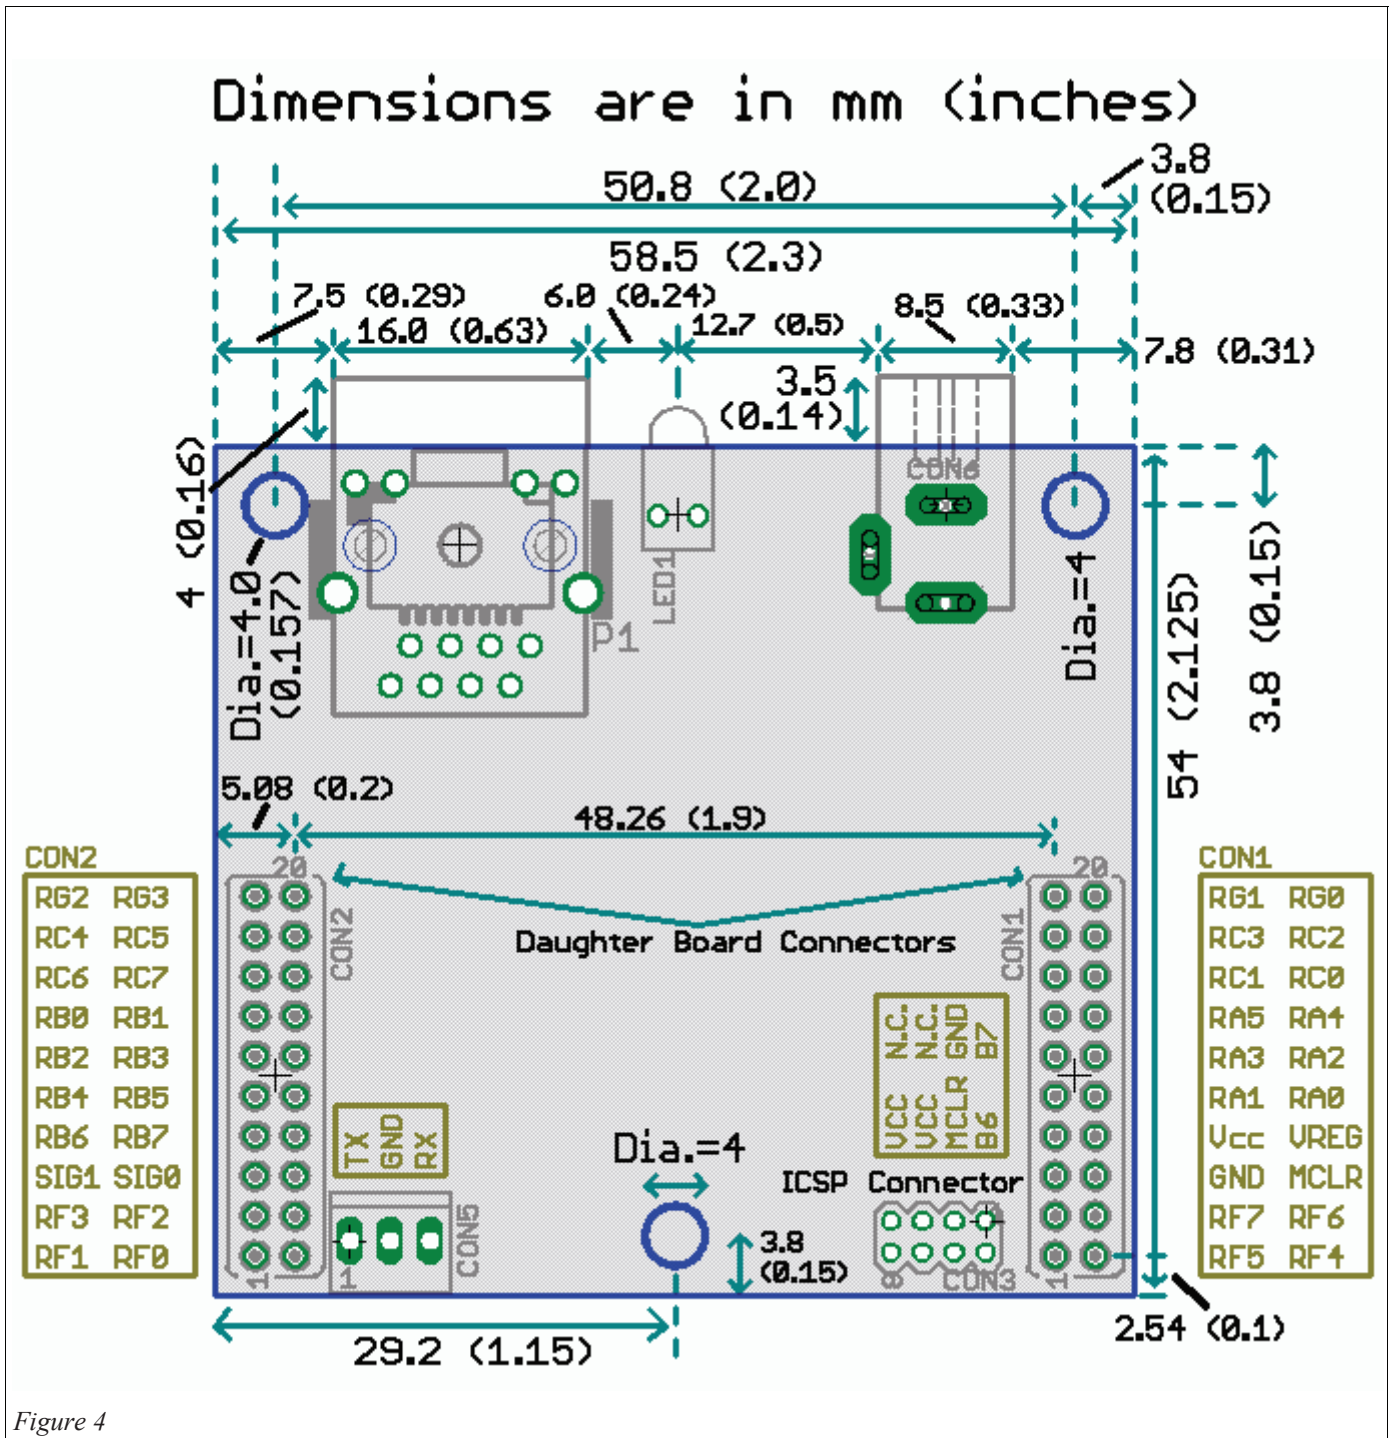 Dimensions are in mm (inches)
3.8
(0.15)
50.8 (2.0)
58.5 (2.3)
7.5 (0.29)
6.0 (0.24)
8.5 (0.33)
16.0 (0.63)
12.7 (0.5)
7.8 (0.31)
3.5
(0.14)
4 (0.16)
CON6
Dia.=4.0
(0.157)
LED1
P1
Dia.=4
54 (2.125)
3.8 (0.15)
5.08 (0.2)
48.26 (1.9)
CON2
RG2 RG3
RC4 RC5
RC6 RC7
RB0 RB1
RB2 RB3
RB4 RB5
RB6 RB7
SIG1 SIG0
RF3 RF2
RF1 RF0
20
CON2
1
Daughter Board Connectors
20
CON1
1
CON1
RG1 RG0
RC3 RC2
RC1 RC0
RA5 RA4
RA3 RA2
RA1 RA0
Vcc VREG
GND MCLR
RF7 RF6
RF5 RF4
VCC N.C.
VCC N.C.
MCLR GND
B6 B7
TX
GND
RX
Dia.=4
ICSP Connector
CON5
1
3.8
(0.15)
8
CON3
2.54 (0.1)
29.2 (1.15)
Figure 4